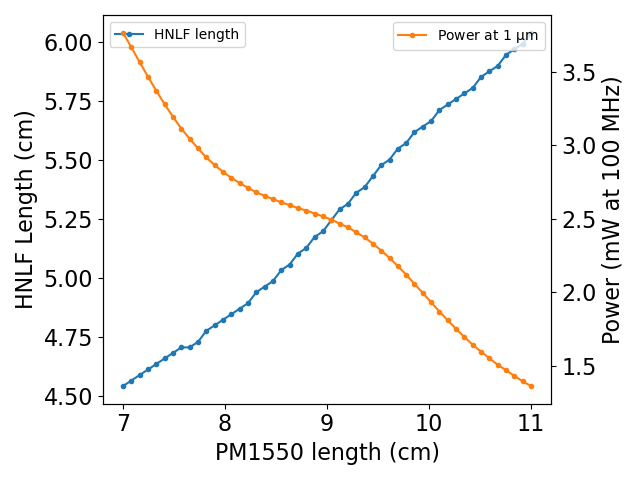 HNLF length
Power at 1 µm
6.00
5.75
5.50
5.25
5.00
4.75
4.50
HNLF Length (cm)
3.5
3.0
2.5
2.0
1.5
Power (mW at 100 MHz)
7 8 9 10 11
PM1550 length (cm)